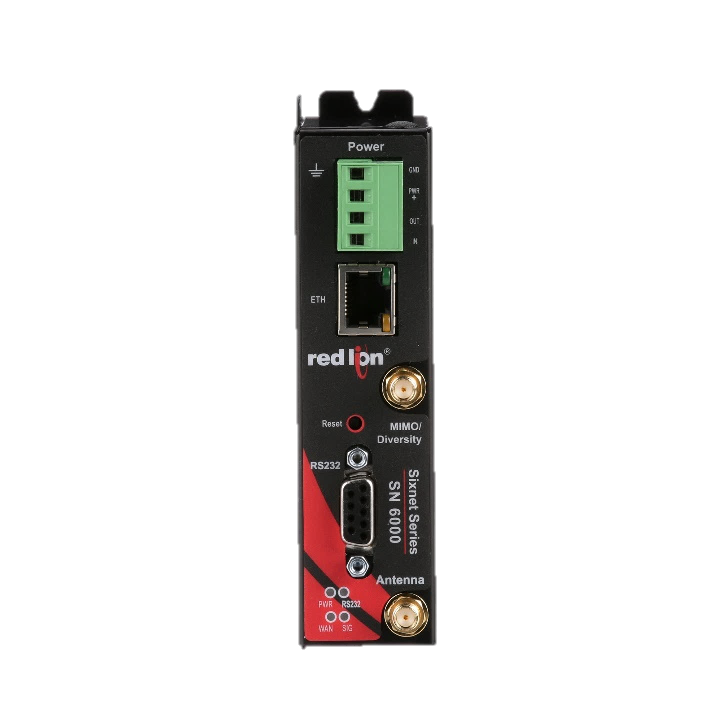 Power
GND
PWR
+
OUT
IN
ETH
red lion®
Reset
MIMO/
Diversity
RS232
Sixnet Series
SN 6000
Antenna
PWR RS232
WAN SIG